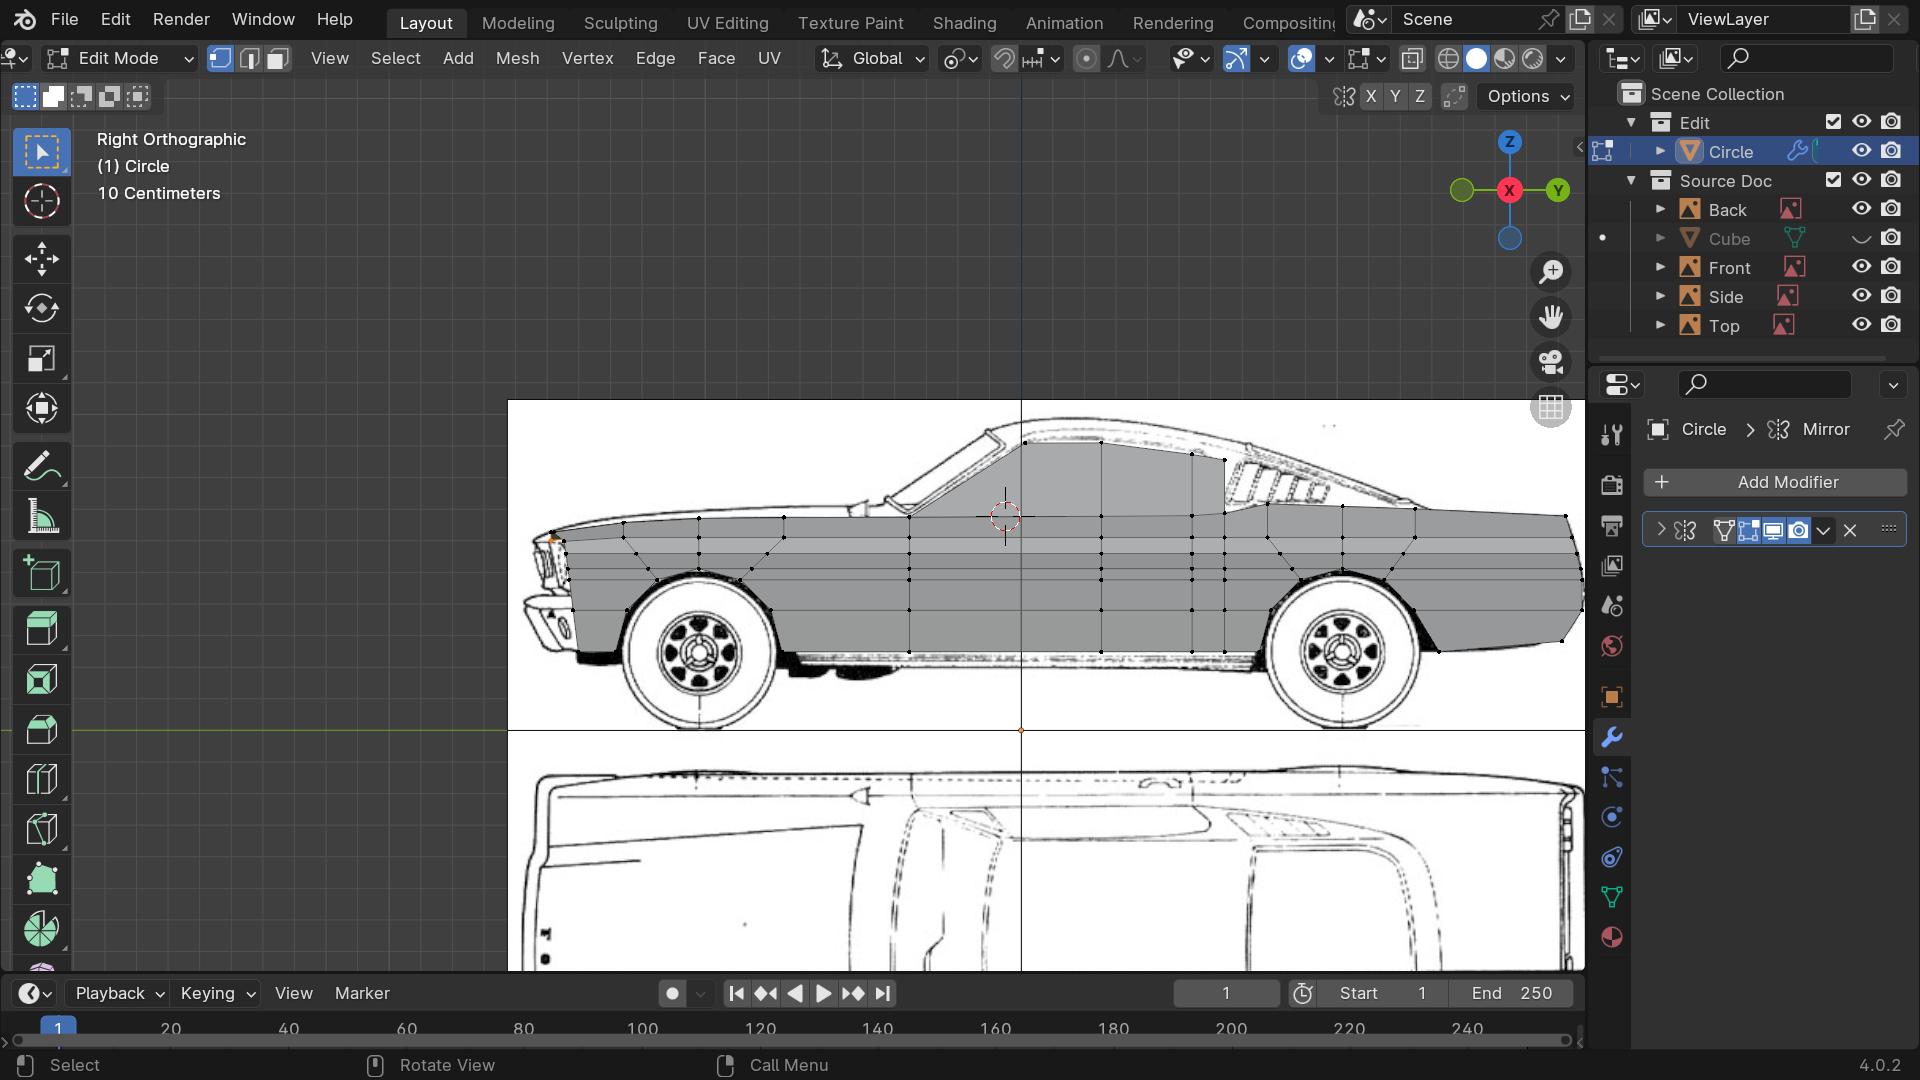 File Edit Render Window Help Layout Modeling Sculpting UV Editing Texture Paint Shading Animation Rendering Scene ViewLayer
Edit Mode View Select Add Mesh Vertex Edge Face UV Global
X Y Z Options
Scene Collection
Edit
Circle
Source Doc
Back
Cube
Front
Side
Top
Right Orthographic
(1) Circle
10 Centimeters
Z
X
Y
Circle > Mirror
Add Modifier
Playback Keying View Marker 1 Start 1 End 250
1 20 40 60 80 100 120 140 160 180 200 220 240
Select Rotate View Call Menu 4.0.2